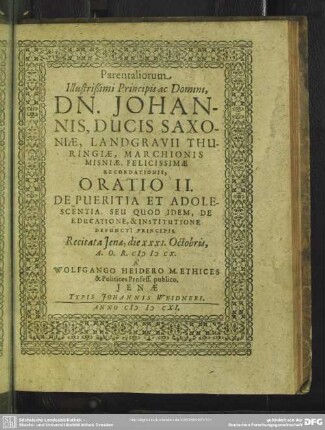 Parentaliorum
Illustrissimi Principis ac Domini,
DN. JOHAN-
NIS, DUCIS SAXO-
NIÆ, LANDGRAVII THU-
RINGIÆ, MARCHIONIS
MISNIÆ, FELICISSIMÆ
RECORDATIONIS,
ORATIO II.
DE PUERITIA ET ADOLE-
SCENTIA, SEU QUOD IDEM, DE
EDUCATIONE, & INSTITUTIONE
DEFUNCTI PRINCIPIS
Recitata Jenæ, die XXXI. Octobris,
A. O. R. CIƆ IƆ CX.
A
WOLFGANGO HEIDERO M. ETHICES
& Politices Profess. publico.
JENÆ
TYPIS JOHANNIS WEIDNERI,
ANNO CIƆ IƆ CXI.
DFG